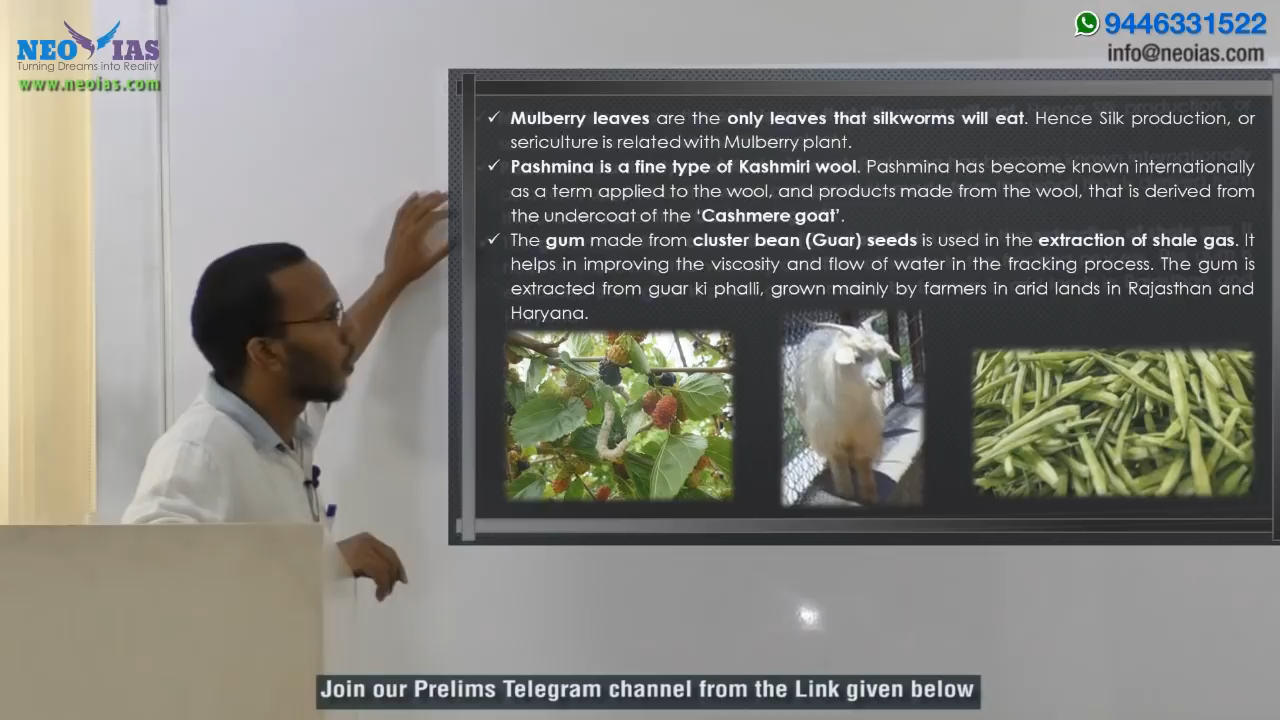 NEO IAS
Turning Dreams into Reality
www.neoias.com
9446331522
info@neoias.com
✓ Mulberry leaves are the only leaves that silkworms will eat. Hence Silk production, or
sericulture is related with Mulberry plant.
✓ Pashmina is a fine type of Kashmiri wool. Pashmina has become known internationally
as a term applied to the wool, and products made from the wool, that is derived from
the undercoat of the ‘Cashmere goat’.
✓ The gum made from cluster bean (Guar) seeds is used in the extraction of shale gas. It
helps in improving the viscosity and flow of water in the fracking process. The gum is
extracted from guar ki phalli, grown mainly by farmers in arid lands in Rajasthan and
Haryana.
Join our Prelims Telegram channel from the Link given below